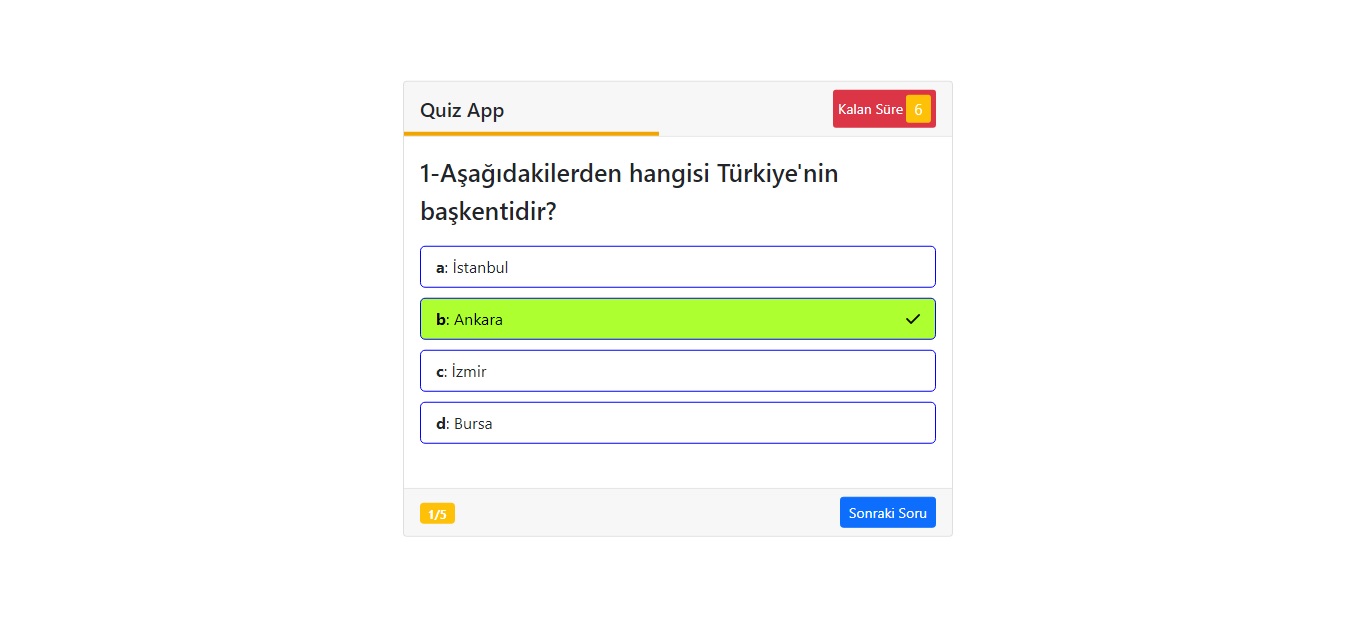 Quiz App
Kalan Süre 6
1-Aşağıdakilerden hangisi Türkiye'nin
başkentidir?
a: İstanbul
b: Ankara
c: İzmir
d: Bursa
1/5
Sonraki Soru